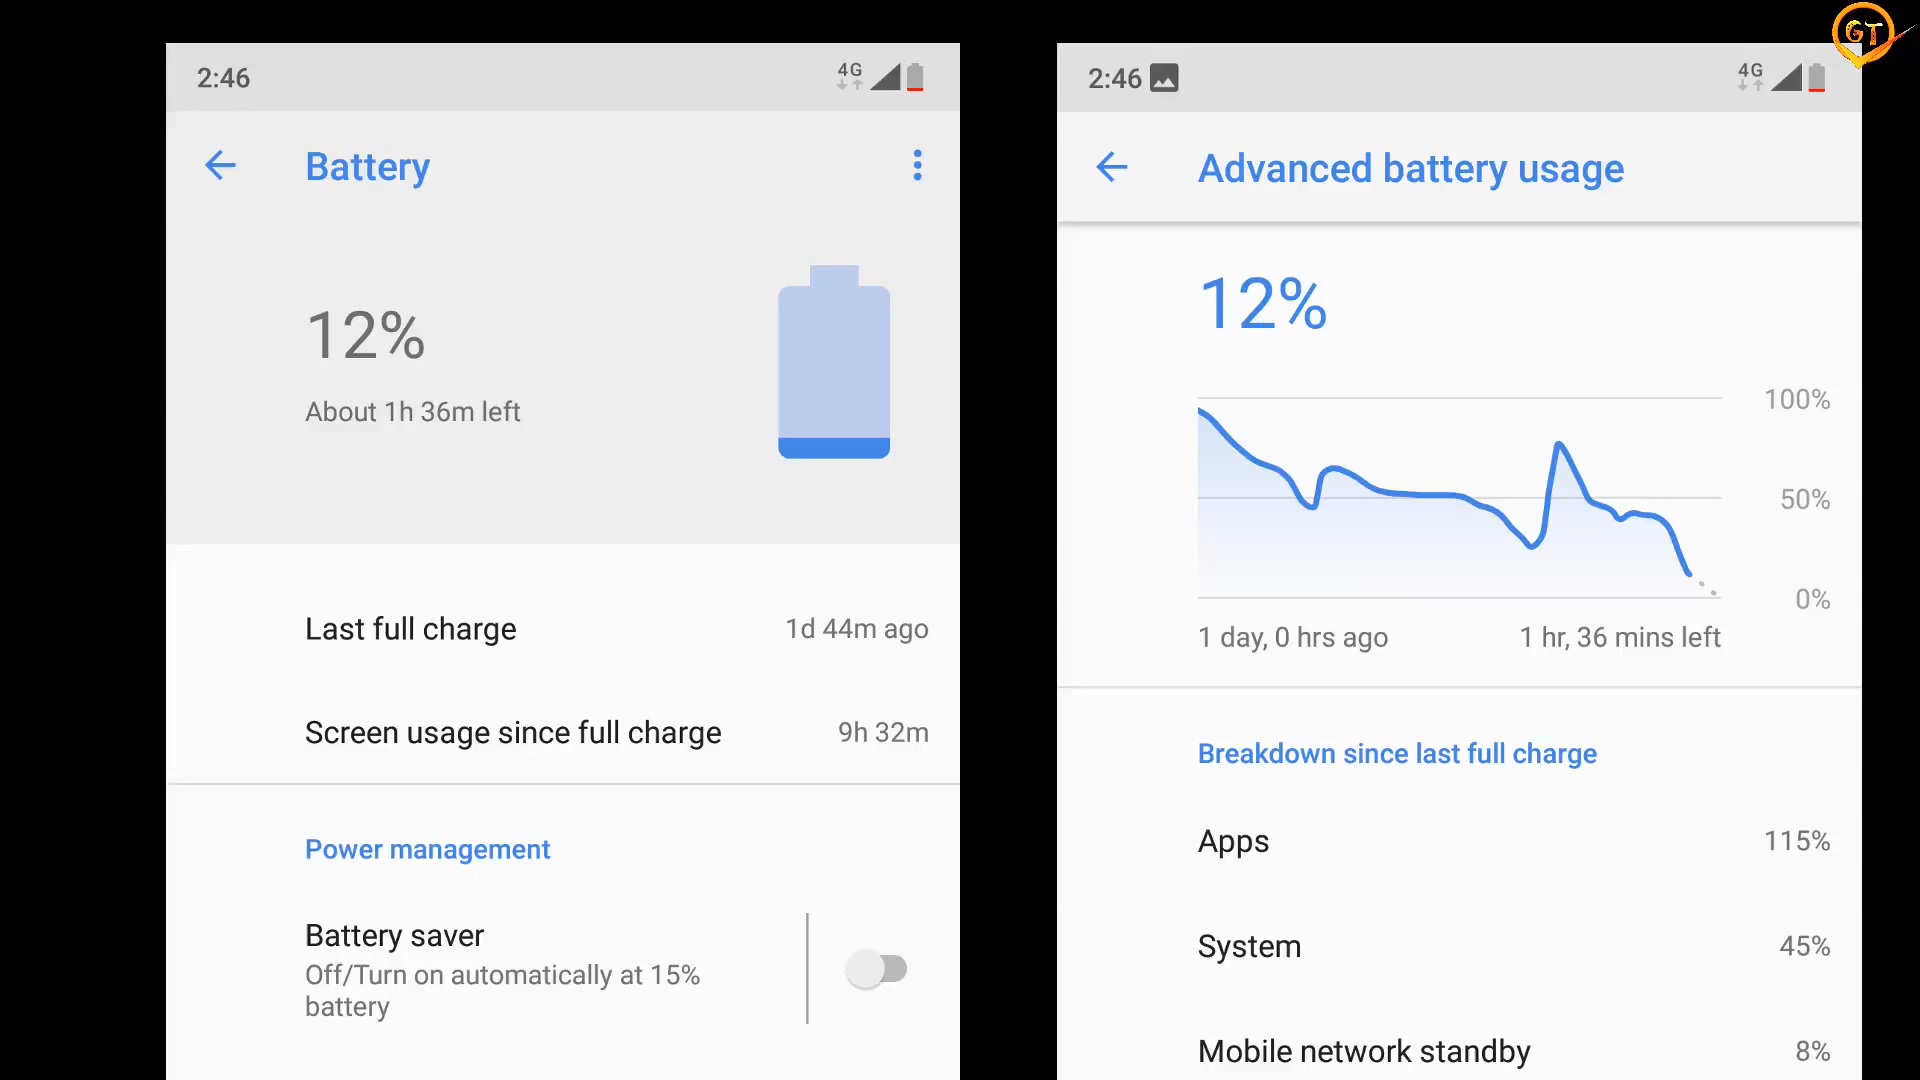 2:46
4G
Battery
12%
About 1h 36m left
Last full charge
1d 44m ago
Screen usage since full charge
9h 32m
Power management
Battery saver
Off/Turn on automatically at 15%
battery
2:46
4G
GT
Advanced battery usage
12%
100%
50%
0%
1 day, 0 hrs ago
1 hr, 36 mins left
Breakdown since last full charge
Apps
115%
System
45%
Mobile network standby
8%